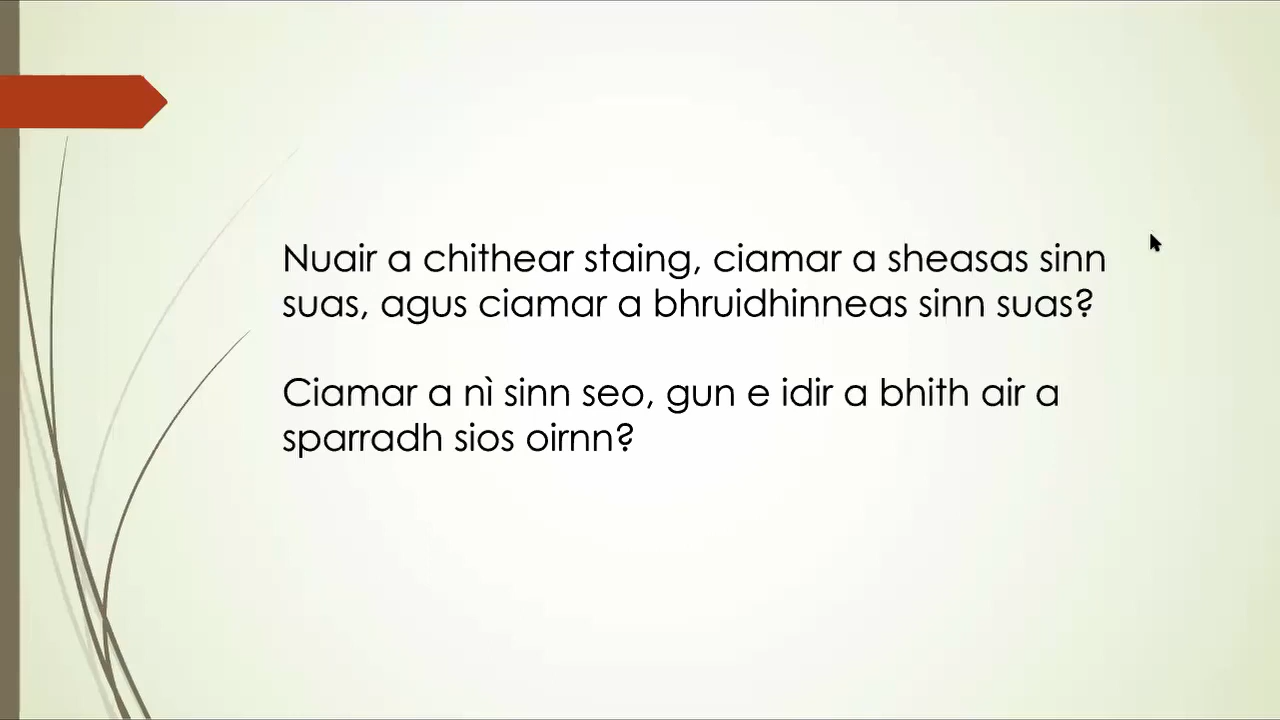 Nuair a chithear staing, ciamar a sheasas sinn
suas, agus ciamar a bhruidhinneas sinn suas?
Ciamar a nì sinn seo, gun e idir a bhith air a
sparradh sios oirnn?